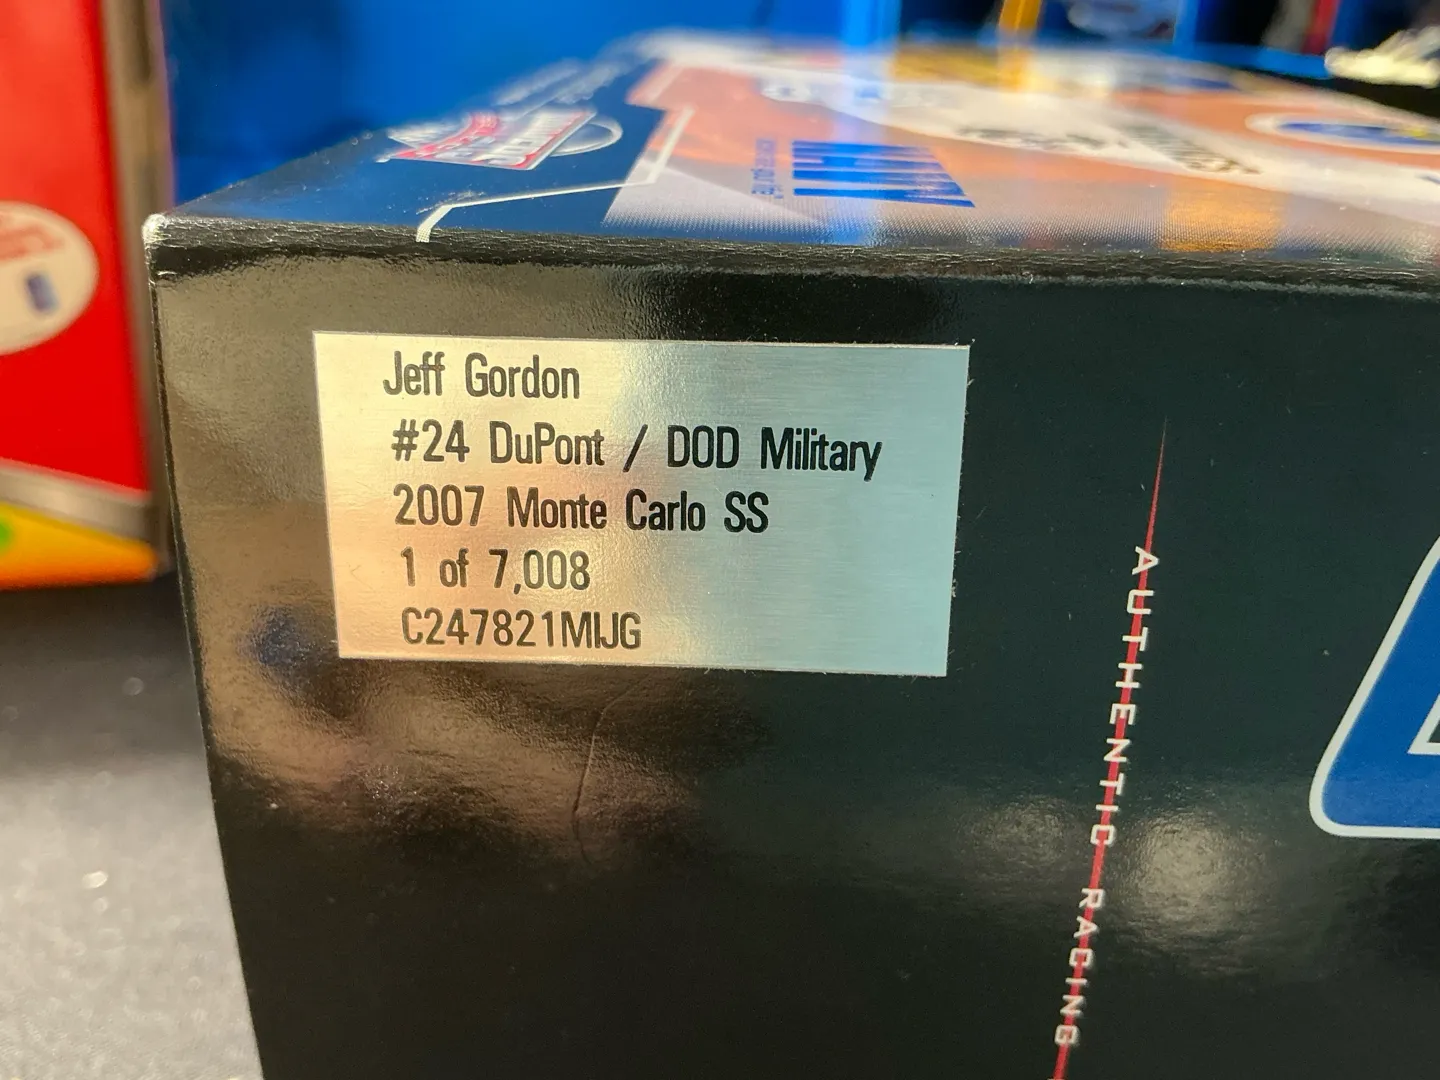 Jeff Gordon
#24 DuPont / DOD Military
2007 Monte Carlo SS
1 of 7,008
C247821MIJG
AUTHENTIC RACING